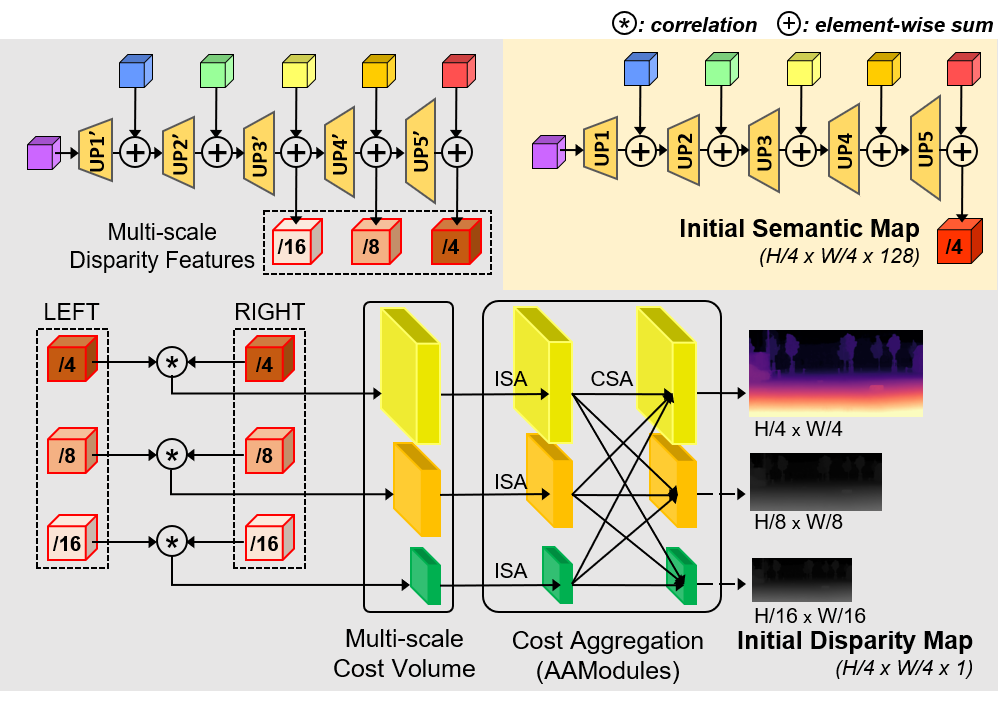 *: correlation +: element-wise sum
UP1' + UP2' + UP3' + UP4' + UP5' +
/16 /8 /4
Multi-scale
Disparity Features
UP1 + UP2 + UP3 + UP4 + UP5 +
Initial Semantic Map
(H/4 x W/4 x 128)
/4
LEFT RIGHT
/4 * /4
/8 * /8
/16 * /16
ISA CSA
ISA
ISA
H/4 x W/4
H/8 x W/8
H/16 x W/16
Multi-scale
Cost Volume
Cost Aggregation
(AAModules)
Initial Disparity Map
(H/4 x W/4 x 1)